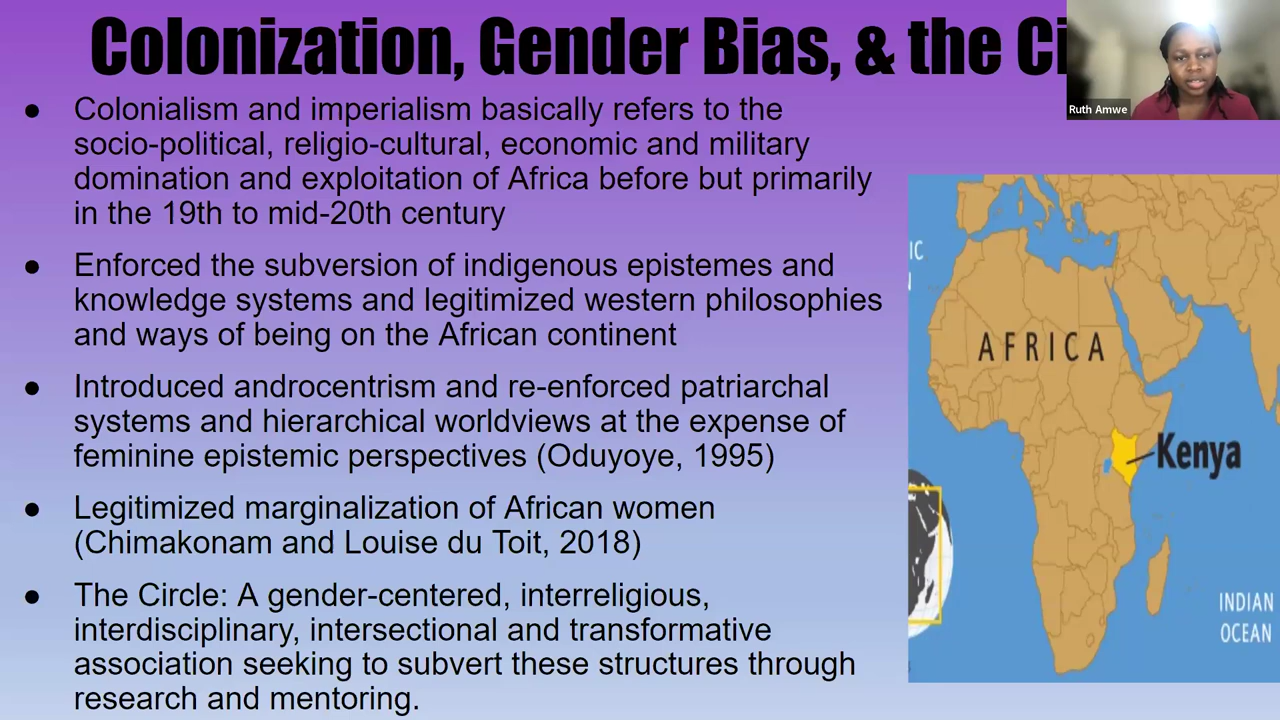 Colonization, Gender Bias, & the Ci
Ruth Amwe
● Colonialism and imperialism basically refers to the
socio-political, religio-cultural, economic and military
domination and exploitation of Africa before but primarily
in the 19th to mid-20th century
● Enforced the subversion of indigenous epistemes and
knowledge systems and legitimized western philosophies
and ways of being on the African continent
● Introduced androcentrism and re-enforced patriarchal
systems and hierarchical worldviews at the expense of
feminine epistemic perspectives (Oduyoye, 1995)
● Legitimized marginalization of African women
(Chimakonam and Louise du Toit, 2018)
● The Circle: A gender-centered, interreligious,
interdisciplinary, intersectional and transformative
association seeking to subvert these structures through
research and mentoring.
IC
N
AFRICA
Kenya
INDIAN
OCEAN